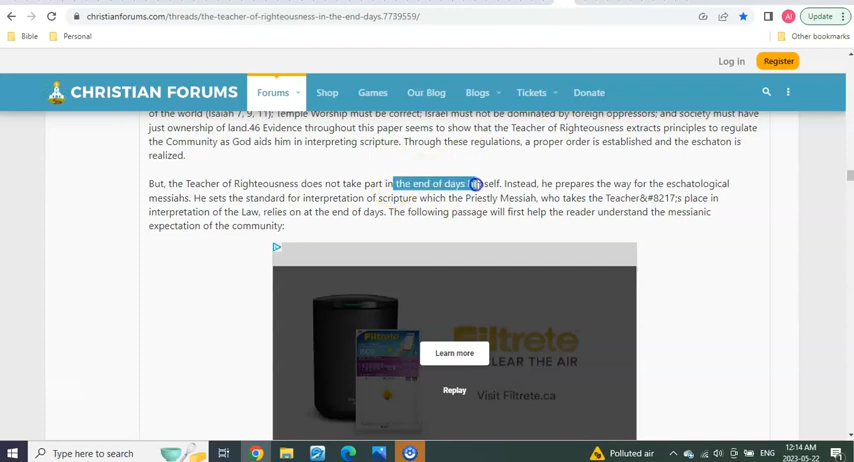 christianforums.com/threads/the-teacher-of-righteousness-in-the-end-days.7739559/
AI
Update
Bible
Personal
Other bookmarks
Log in
Register
CHRISTIAN FORUMS
Forums
Shop
Games
Our Blog
Blogs
Tickets
Donate
of the world (Isaiah 7, 9, 11); Temple Worship must be correct; Israel must not be dominated by foreign oppressors; and society must have
just ownership of land.46 Evidence throughout this paper seems to show that the Teacher of Righteousness extracts principles to regulate
the Community as God aids him in interpreting scripture. Through these regulations, a proper order is established and the eschaton is
realized.
But, the Teacher of Righteousness does not take part in the end of days itself. Instead, he prepares the way for the eschatological
messiahs. He sets the standard for interpretation of scripture which the Priestly Messiah, who takes the Teacher&#8217;s place in
interpretation of the Law, relies on at the end of days. The following passage will first help the reader understand the messianic
expectation of the community:
Filtrete
Filtrete
CLEAR THE AIR
Learn more
Replay
Visit Filtrete.ca
Type here to search
Polluted air
ENG
12:14 AM
2023-05-22